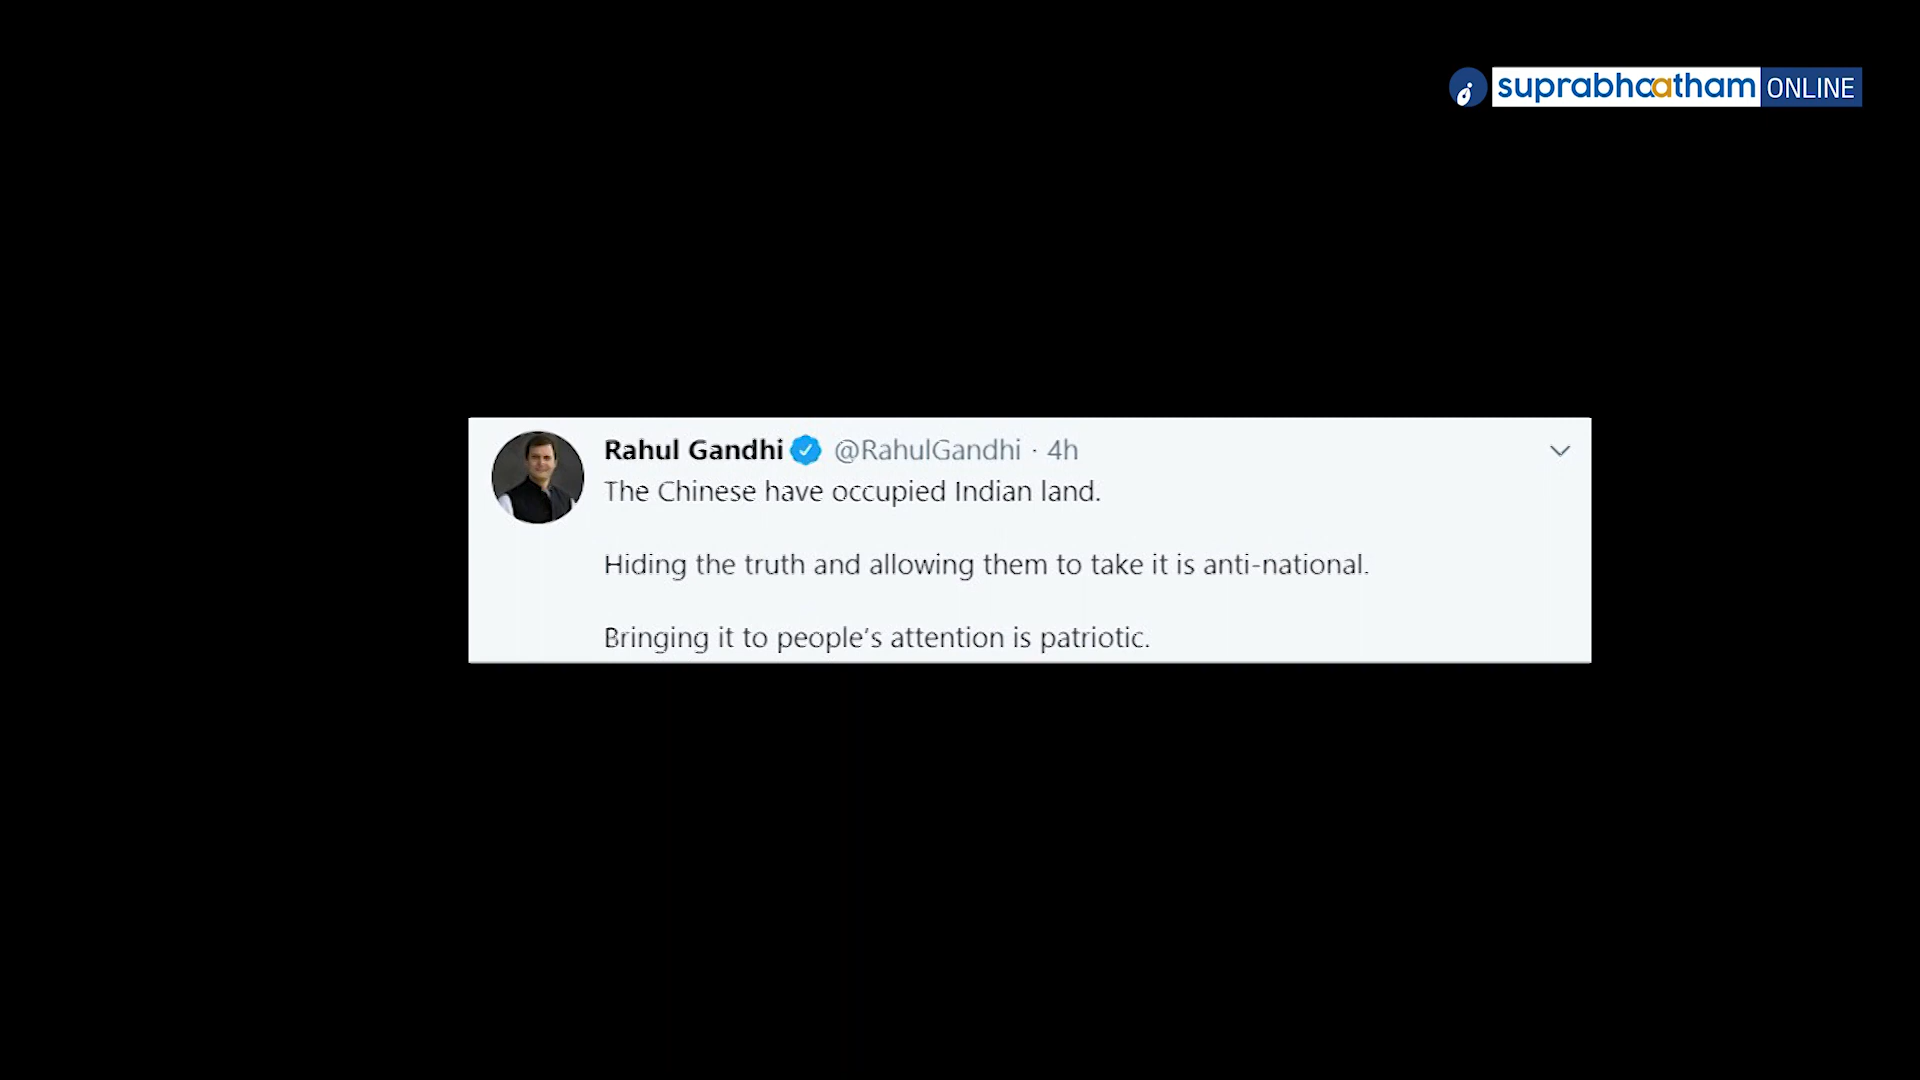 suprabhaatham ONLINE
Rahul Gandhi @RahulGandhi · 4h
The Chinese have occupied Indian land.
Hiding the truth and allowing them to take it is anti-national.
Bringing it to people's attention is patriotic.